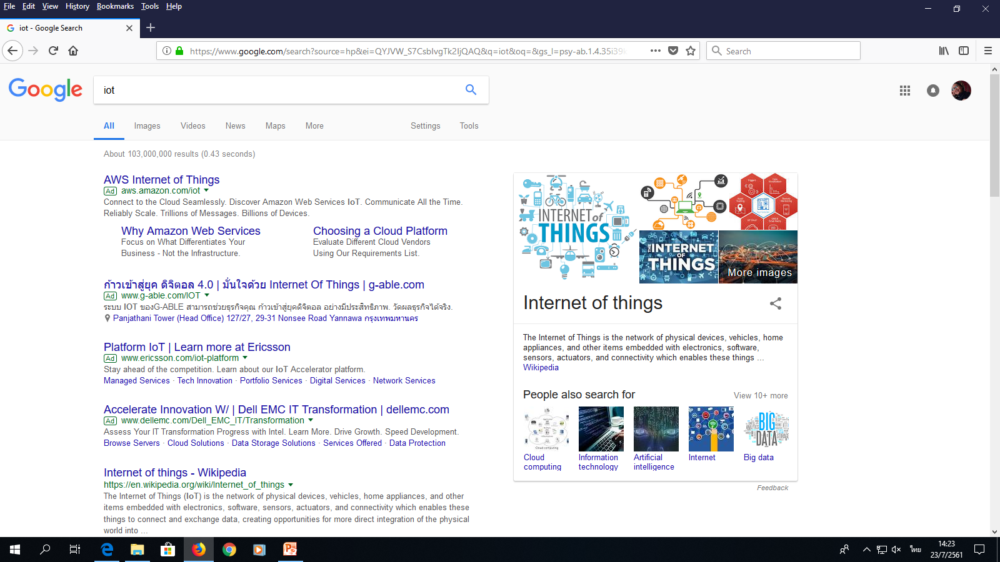 File Edit View History Bookmarks Tools Help
iot - Google Search
https://www.google.com/search?source=hp&ei=QYJVW_S7CsbIvgTk2IjQAQ&q=iot&oq=&gs_l=psy-ab.1.4.35i39k
Search
Google
iot
All Images Videos News Maps More Settings Tools
About 103,000,000 results (0.43 seconds)
AWS Internet of Things
Ad aws.amazon.com/iot
Connect to the Cloud Seamlessly. Discover Amazon Web Services IoT. Communicate All the Time.
Reliably Scale. Trillions of Messages. Billions of Devices.
Why Amazon Web Services
Focus on What Differentiates Your
Business - Not the Infrastructure.
Choosing a Cloud Platform
Evaluate Different Cloud Vendors
Using Our Requirements List.
ก้าวเข้าสู่ยุค ดิจิตอล 4.0 | มั่นใจด้วย Internet Of Things | g-able.com
Ad www.g-able.com/IOT
ระบบ IOT ของG-ABLE สามารถช่วยธุรกิจคุณ ก้าวเข้าสู่ยุคดิจิตอล อย่างมีประสิทธิภาพ. วัดผลธุรกิจได้จริง.
Panjathani Tower (Head Office) 127/27, 29-31 Nonsee Road Yannawa กรุงเทพมหานคร
Platform IoT | Learn more at Ericsson
Ad www.ericsson.com/iot-platform
Stay ahead of the competition. Learn about our IoT Accelerator platform.
Managed Services · Tech Innovation · Portfolio Services · Digital Services · Network Services
Accelerate Innovation W/ | Dell EMC IT Transformation | dellemc.com
Ad www.dellemc.com/Dell_EMC_IT/Transformation
Assess Your IT Transformation Progress with Intel. Learn More. Drive Growth. Speed Development.
Browse Servers · Cloud Solutions · Data Storage Solutions · Services Offered · Data Protection
Internet of things - Wikipedia
https://en.wikipedia.org/wiki/Internet_of_things
The Internet of Things (IoT) is the network of physical devices, vehicles, home appliances, and other
items embedded with electronics, software, sensors, actuators, and connectivity which enables these
things to connect and exchange data, creating opportunities for more direct integration of the physical
world into ...
INTERNET of
THINGS
THE INTERNET
OF
THINGS
More images
Internet of things
The Internet of Things is the network of physical devices, vehicles, home
appliances, and other items embedded with electronics, software,
sensors, actuators, and connectivity which enables these things ...
Wikipedia
People also search for
View 10+ more
BIG
DATA
Cloud
computing
Information
technology
Artificial
intelligence
Internet
Big data
Feedback
ไทย
14:23
23/7/2561